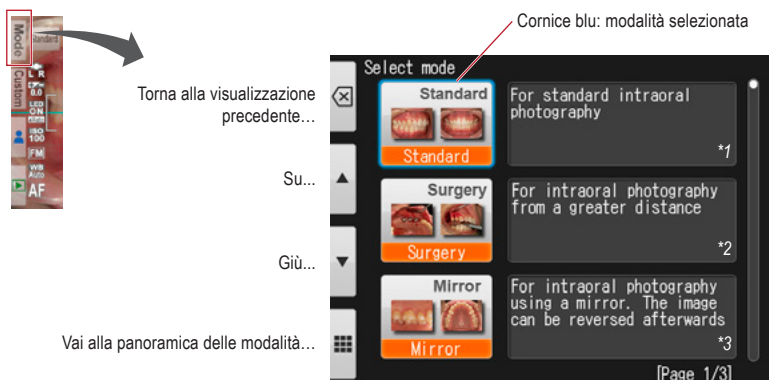 Cornice blu: modalità selezionata
Mode
Standard
L R
0.0
Custom
LED
ON
Auto
ISO
100
FM
WB
Auto
AF
Torna alla visualizzazione
precedente…
Su...
Giù...
Vai alla panoramica delle modalità…
Select mode
Standard
Standard
For standard intraoral
photography
*1
Surgery
Surgery
For intraoral photography
from a greater distance
*2
Mirror
Mirror
For intraoral photography
using a mirror. The image
can be reversed afterwards
*3
[Page 1/3]